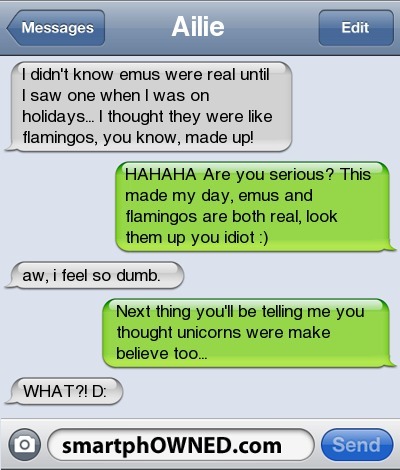 Messages
Ailie
Edit
I didn't know emus were real until
I saw one when I was on
holidays... I thought they were like
flamingos, you know, made up!
HAHAHA Are you serious? This
made my day, emus and
flamingos are both real, look
them up you idiot :)
aw, i feel so dumb.
Next thing you'll be telling me you
thought unicorns were make
believe too...
WHAT?! D:
smartphOWNED.com
Send